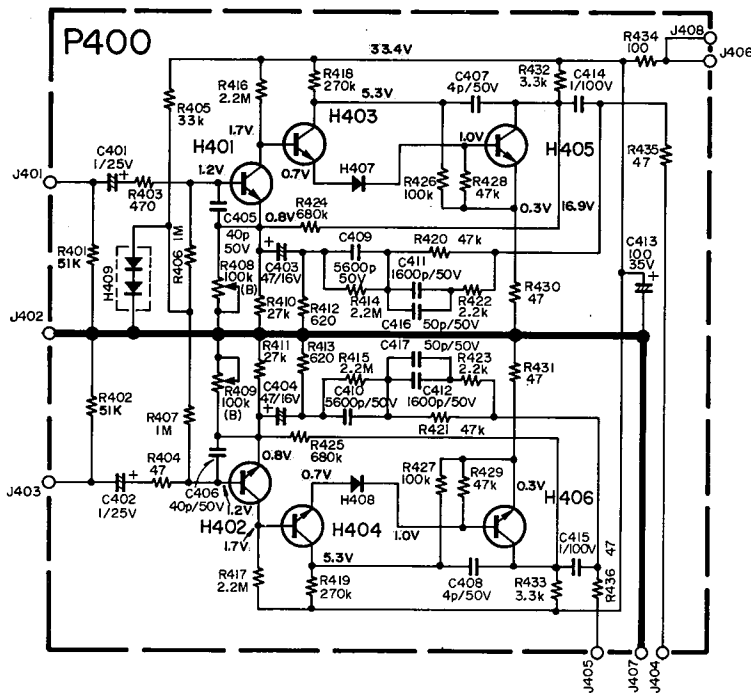 P400
33.4V
R434
100
J408
J406
R416
2.2M
R418
270k
C407
4p/50V
R432
3.3k
C414
1/100V
5.3V
R405
33k
1.7V
H403
H401
C401
1/25V
+
1.0V
H405
R435
47
J401
R403
470
1.2V
0.7V
H407
R426
100k
R428
47k
C405
40p
50V
0.8V
R424
680k
0.3V
16.9V
R401
51K
H409
R406 1M
R408
100k
(B)
+
C403
47/16V
C409
5600p
50V
R420 47k
C411
1600p/50V
C413
100
35V
+
R410
27k
R412
620
R414
2.2M
R422
2.2k
R430
47
C416
50p/50V
J402
R411
27k
R413
620
C417
50p/50V
R415
2.2M
R423
2.2k
R431
47
R402
51K
R407
1M
R409
100k
(B)
C404
47/16V
+
C410
5600p/50V
C412
1600p/50V
R421 47k
R425
680k
0.8V
R404
47
+
J403
C402
1/25V
C406
40p/50V
1.2V
0.7V
H408
R427
100k
R429
47k
0.3V
H406
H402
1.7V
H404
1.0V
C415
1/100V
47
R436
5.3V
R417
2.2M
R419
270k
C408
4p/50V
R433
3.3k
J405
J407
J404